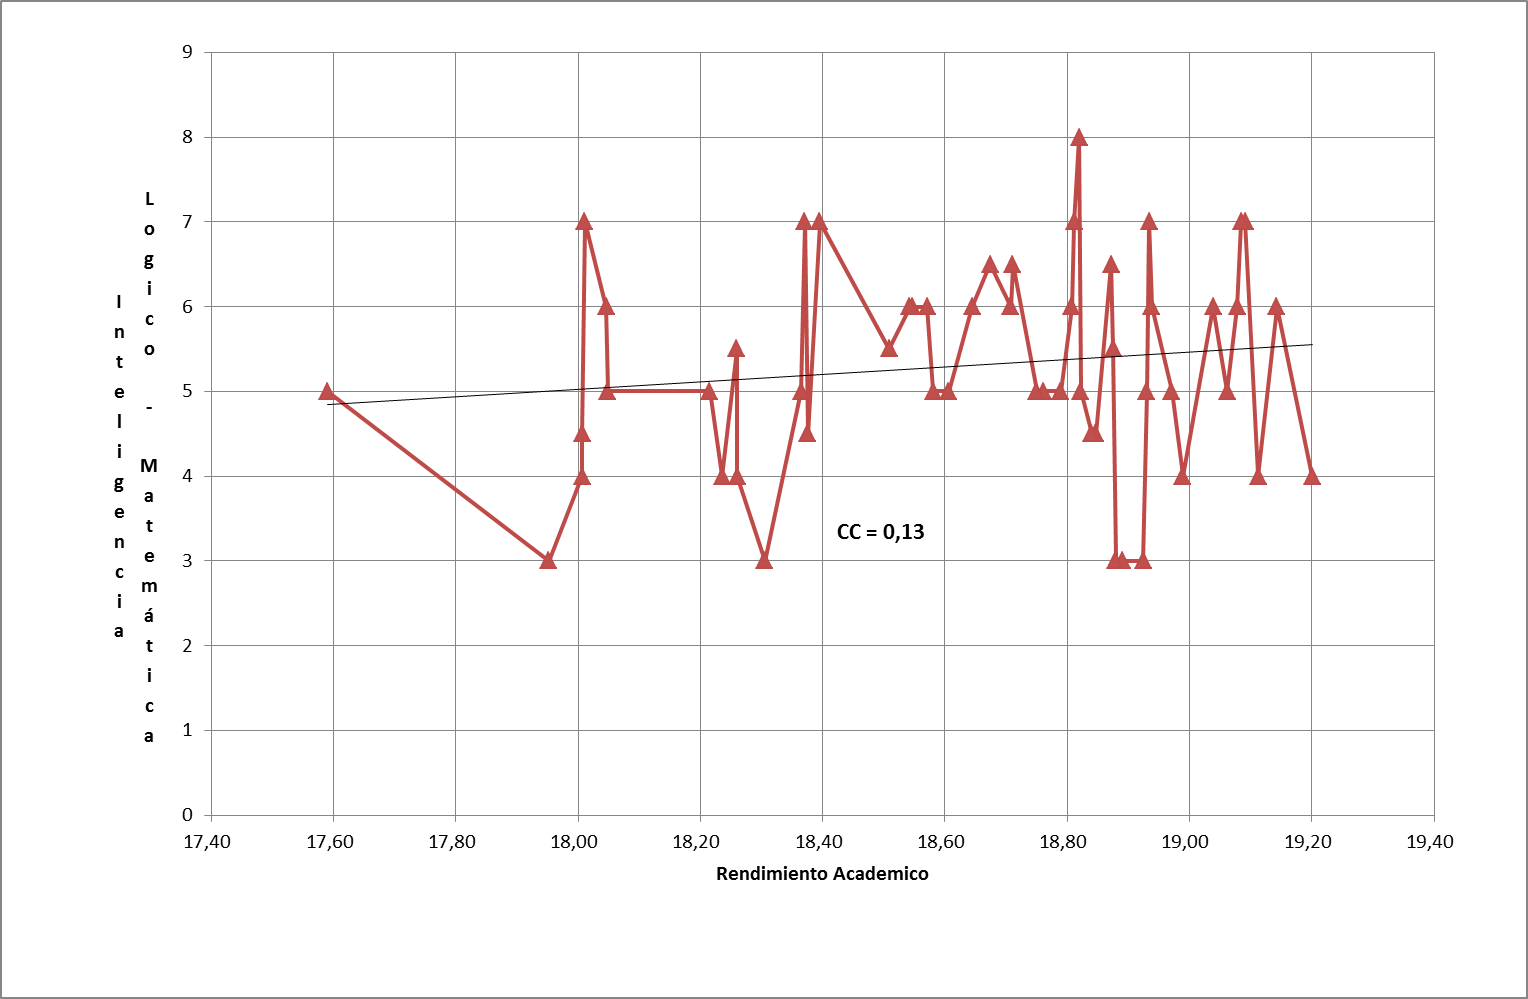 Inteligencia
Logico - Matemática
9
8
7
6
5
4
3
2
1
0
CC = 0,13
17,40 17,60 17,80 18,00 18,20 18,40 18,60 18,80 19,00 19,20 19,40
Rendimiento Academico